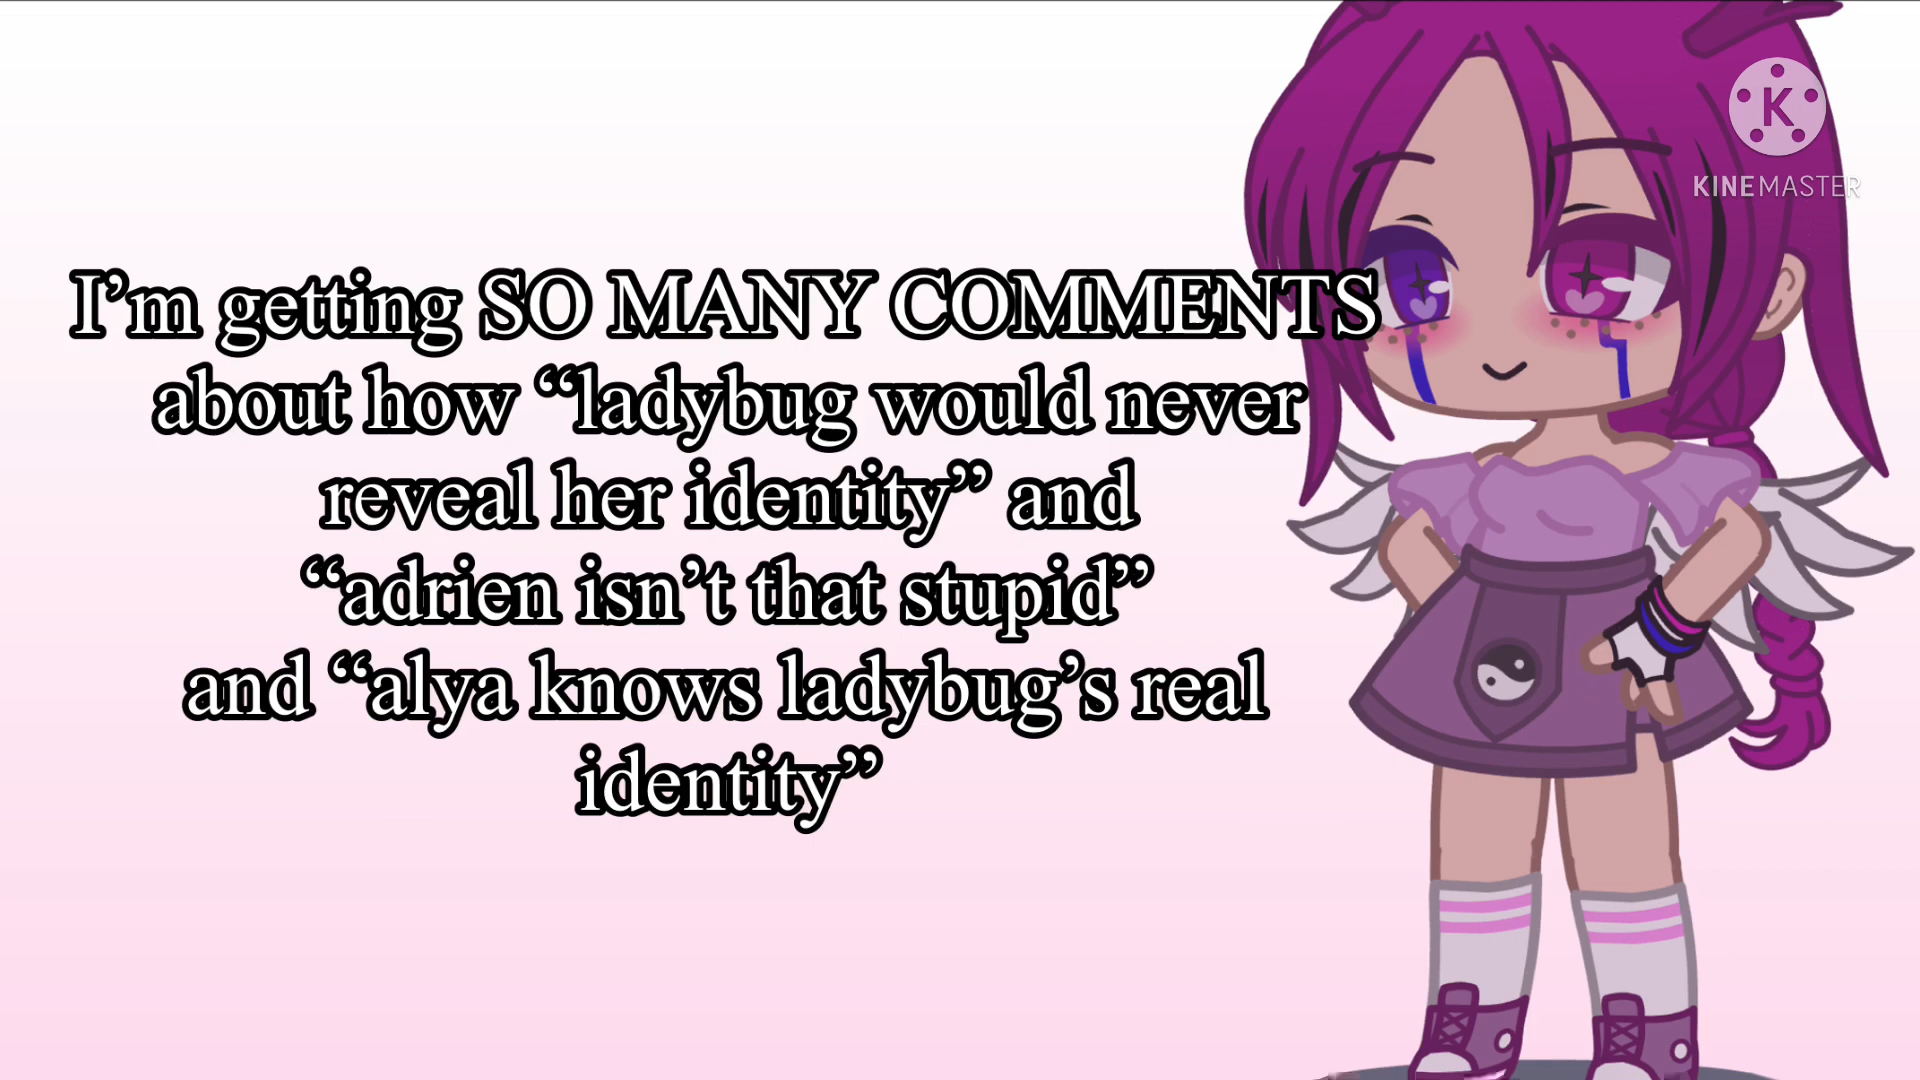 K
KINEMASTER
I’m getting SO MANY COMMENTS
about how “ladybug would never
reveal her identity” and
“adrien isn’t that stupid”
and “alya knows ladybug’s real
identity”